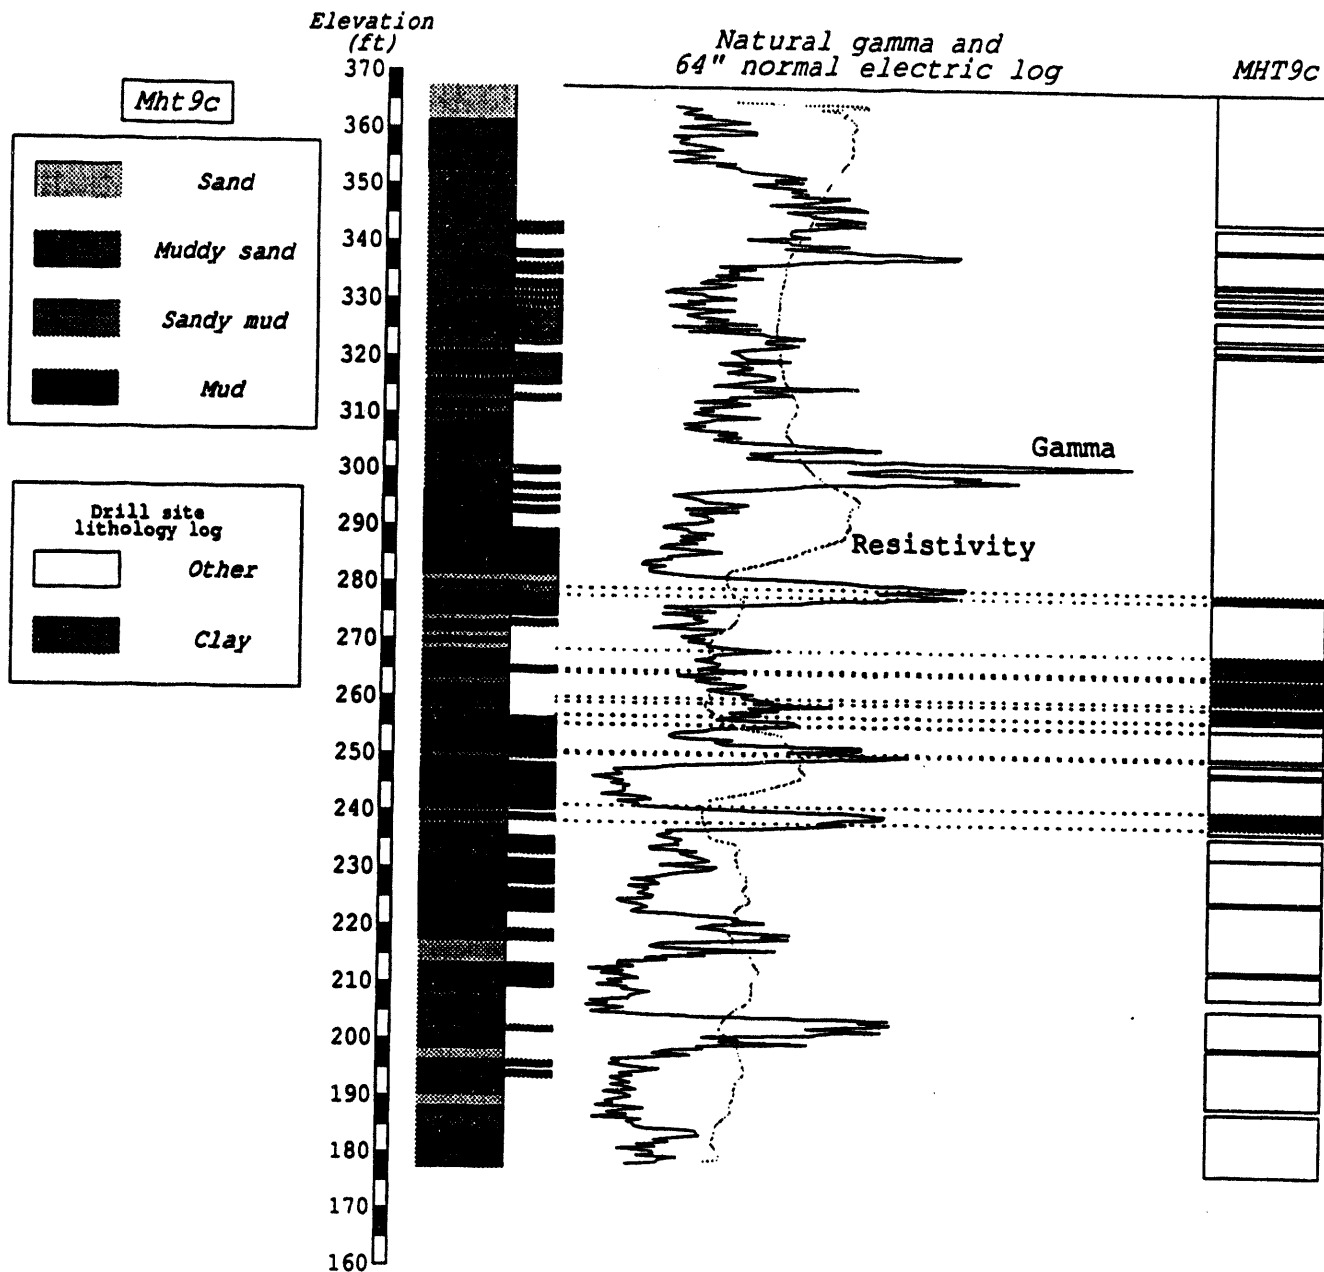 Elevation
(ft)
Natural gamma and
64" normal electric log
MHT9c
Mht9c
Sand
Muddy sand
Sandy mud
Mud
Drill site
lithology log
Other
Clay
370
360
350
340
330
320
310
300
290
280
270
260
250
240
230
220
210
200
190
180
170
160
Gamma
Resistivity